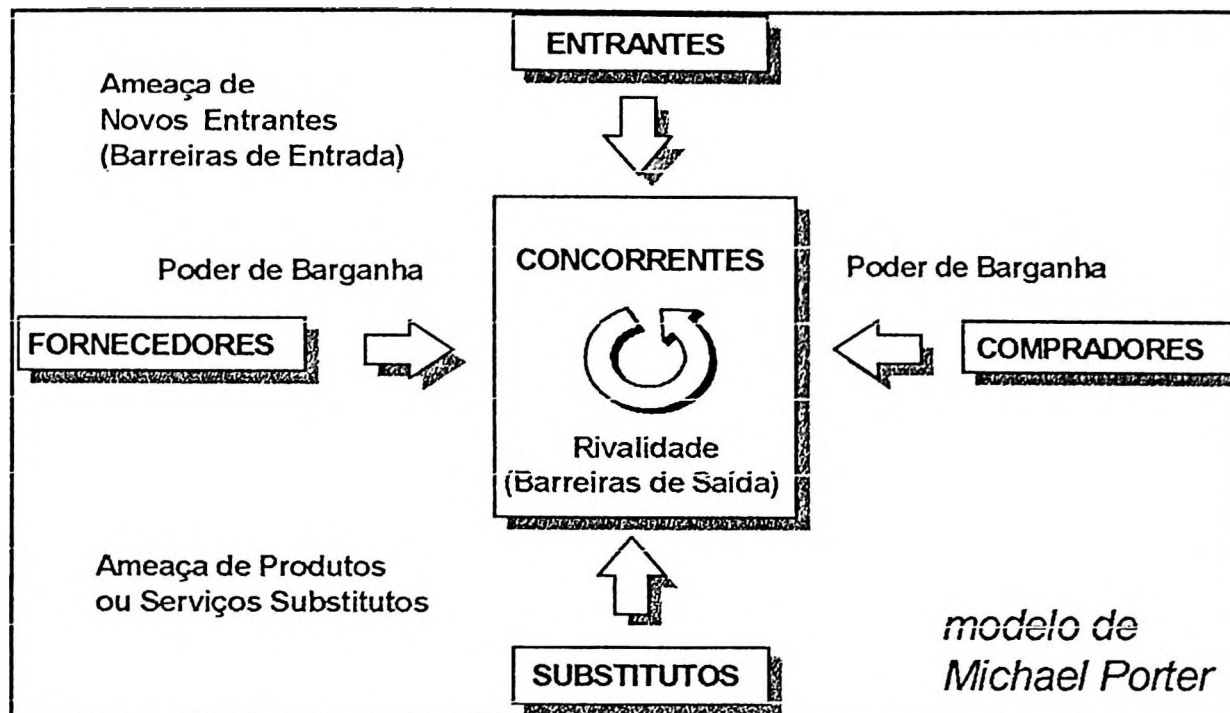 ENTRANTES
Ameaça de
Novos Entrantes
(Barreiras de Entrada)
CONCORRENTES
Poder de Barganha
Poder de Barganha
FORNECEDORES
COMPRADORES
Rivalidade
(Barreiras de Saída)
Ameaça de Produtos
ou Serviços Substitutos
SUBSTITUTOS
modelo de
Michael Porter